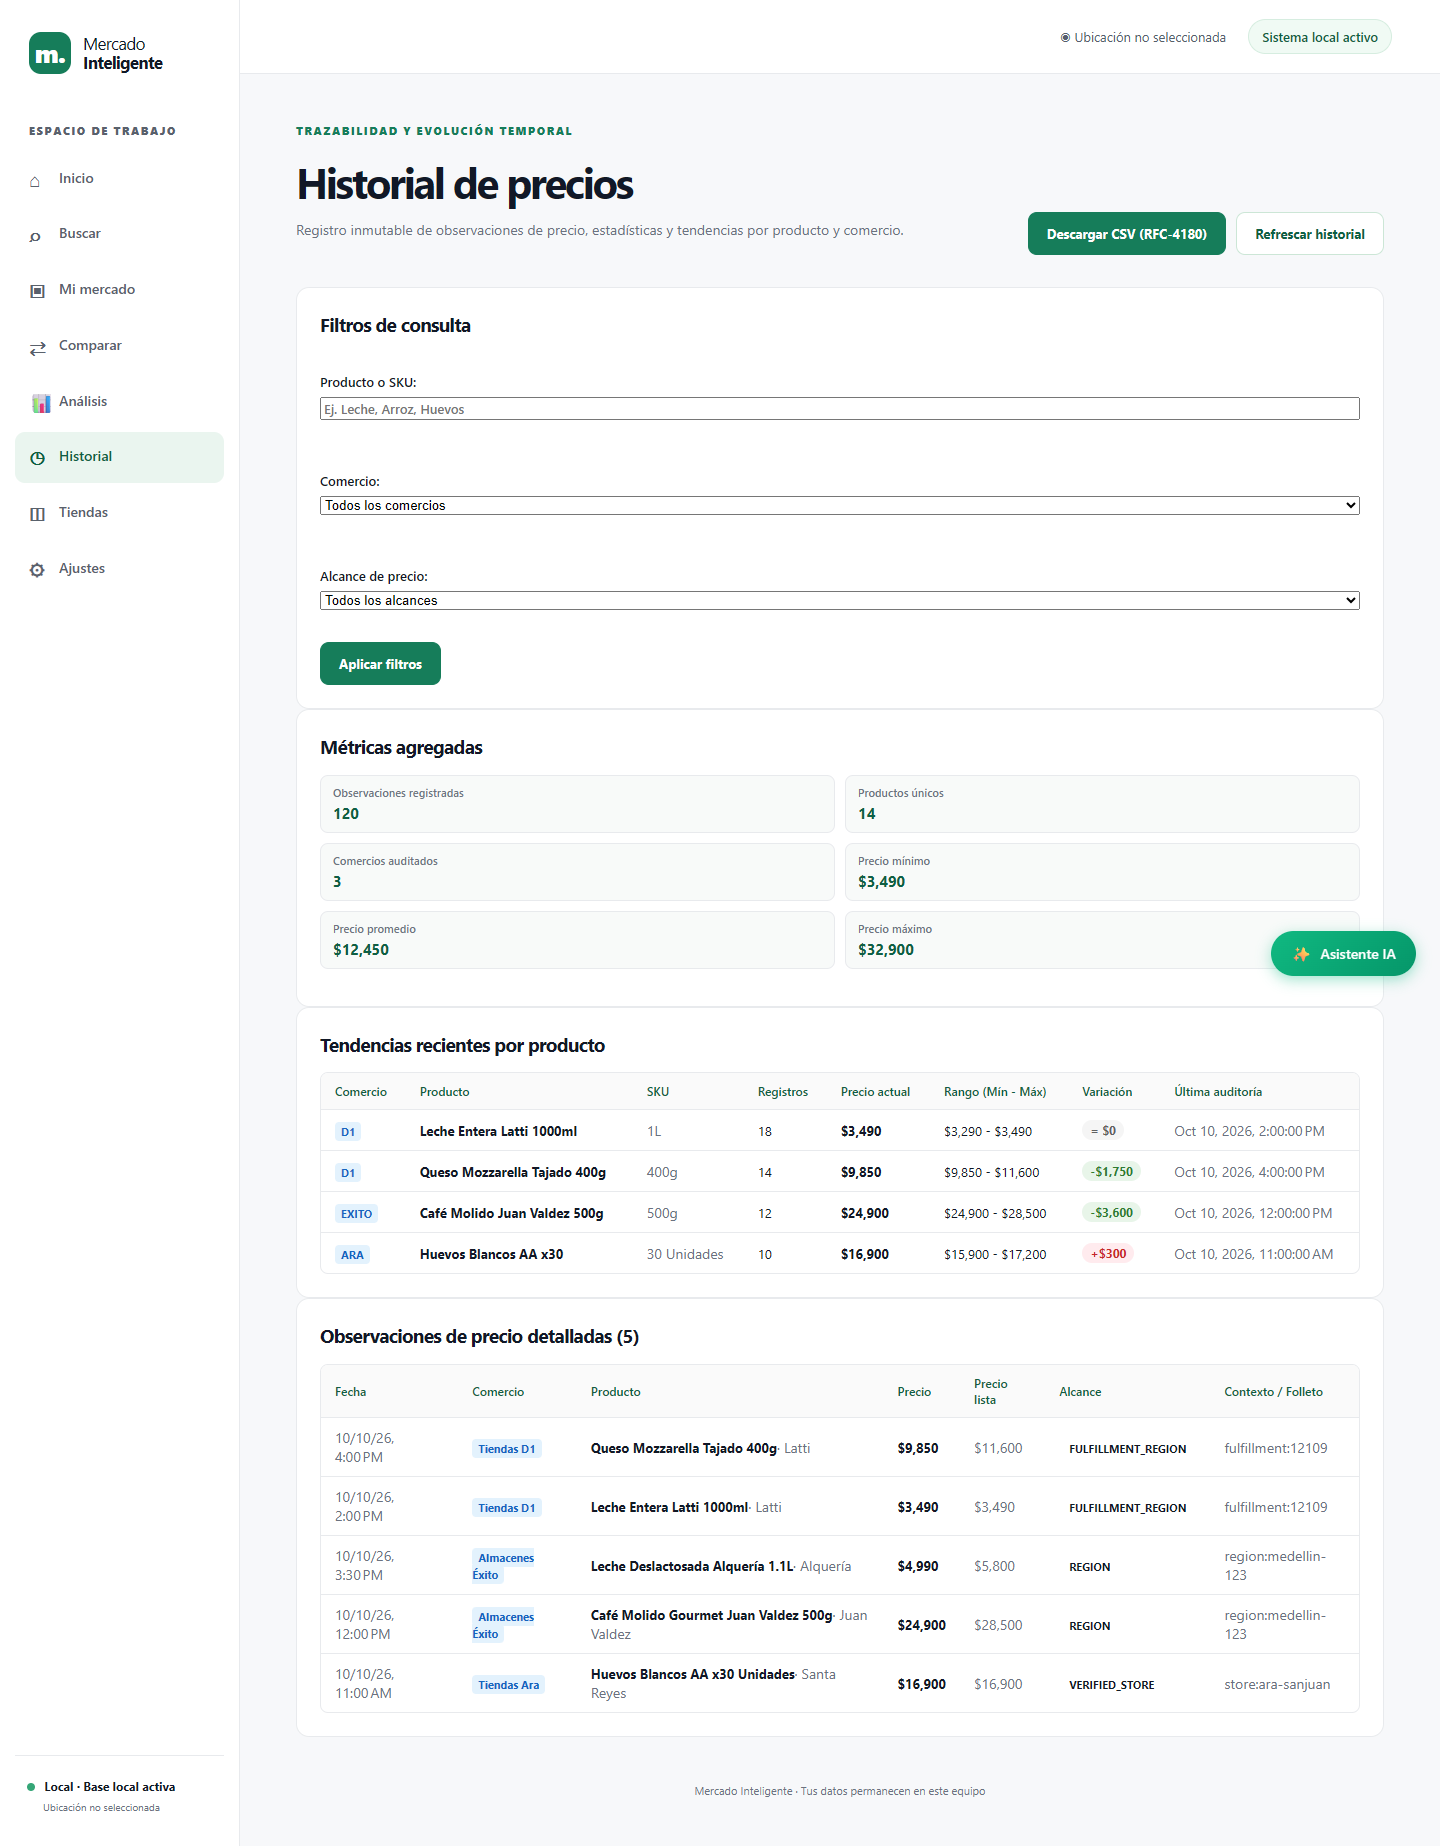 m.
Mercado
Inteligente
ESPACIO DE TRABAJO
Inicio
Buscar
Mi mercado
Comparar
Análisis
Historial
Tiendas
Ajustes
Local · Base local activa
Ubicación no seleccionada
Ubicación no seleccionada
Sistema local activo
TRAZABILIDAD Y EVOLUCIÓN TEMPORAL
Historial de precios
Registro inmutable de observaciones de precio, estadísticas y tendencias por producto y comercio.
Descargar CSV (RFC-4180)
Refrescar historial
Filtros de consulta
Producto o SKU:
Ej. Leche, Arroz, Huevos
Comercio:
Todos los comercios
Alcance de precio:
Todos los alcances
Aplicar filtros
Métricas agregadas
Observaciones registradas
120
Productos únicos
14
Comercios auditados
3
Precio mínimo
$3,490
Precio promedio
$12,450
Precio máximo
$32,900
Asistente IA
Tendencias recientes por producto
Comercio Producto SKU Registros Precio actual Rango (Mín - Máx) Variación Última auditoría
D1 Leche Entera Latti 1000ml 1L 18 $3,490 $3,290 - $3,490 = $0 Oct 10, 2026, 2:00:00 PM
D1 Queso Mozzarella Tajado 400g 400g 14 $9,850 $9,850 - $11,600 -$1,750 Oct 10, 2026, 4:00:00 PM
EXITO Café Molido Juan Valdez 500g 500g 12 $24,900 $24,900 - $28,500 -$3,600 Oct 10, 2026, 12:00:00 PM
ARA Huevos Blancos AA x30 30 Unidades 10 $16,900 $15,900 - $17,200 +$300 Oct 10, 2026, 11:00:00 AM
Observaciones de precio detalladas (5)
Fecha Comercio Producto Precio Precio lista Alcance Contexto / Folleto
10/10/26, 4:00 PM Tiendas D1 Queso Mozzarella Tajado 400g · Latti $9,850 $11,600 FULFILLMENT_REGION fulfillment:12109
10/10/26, 2:00 PM Tiendas D1 Leche Entera Latti 1000ml · Latti $3,490 $3,490 FULFILLMENT_REGION fulfillment:12109
10/10/26, 3:30 PM Almacenes Éxito Leche Deslactosada Alquería 1.1L · Alquería $4,990 $5,800 REGION region:medellin-123
10/10/26, 12:00 PM Almacenes Éxito Café Molido Gourmet Juan Valdez 500g · Juan Valdez $24,900 $28,500 REGION region:medellin-123
10/10/26, 11:00 AM Tiendas Ara Huevos Blancos AA x30 Unidades · Santa Reyes $16,900 $16,900 VERIFIED_STORE store:ara-sanjuan
Mercado Inteligente · Tus datos permanecen en este equipo